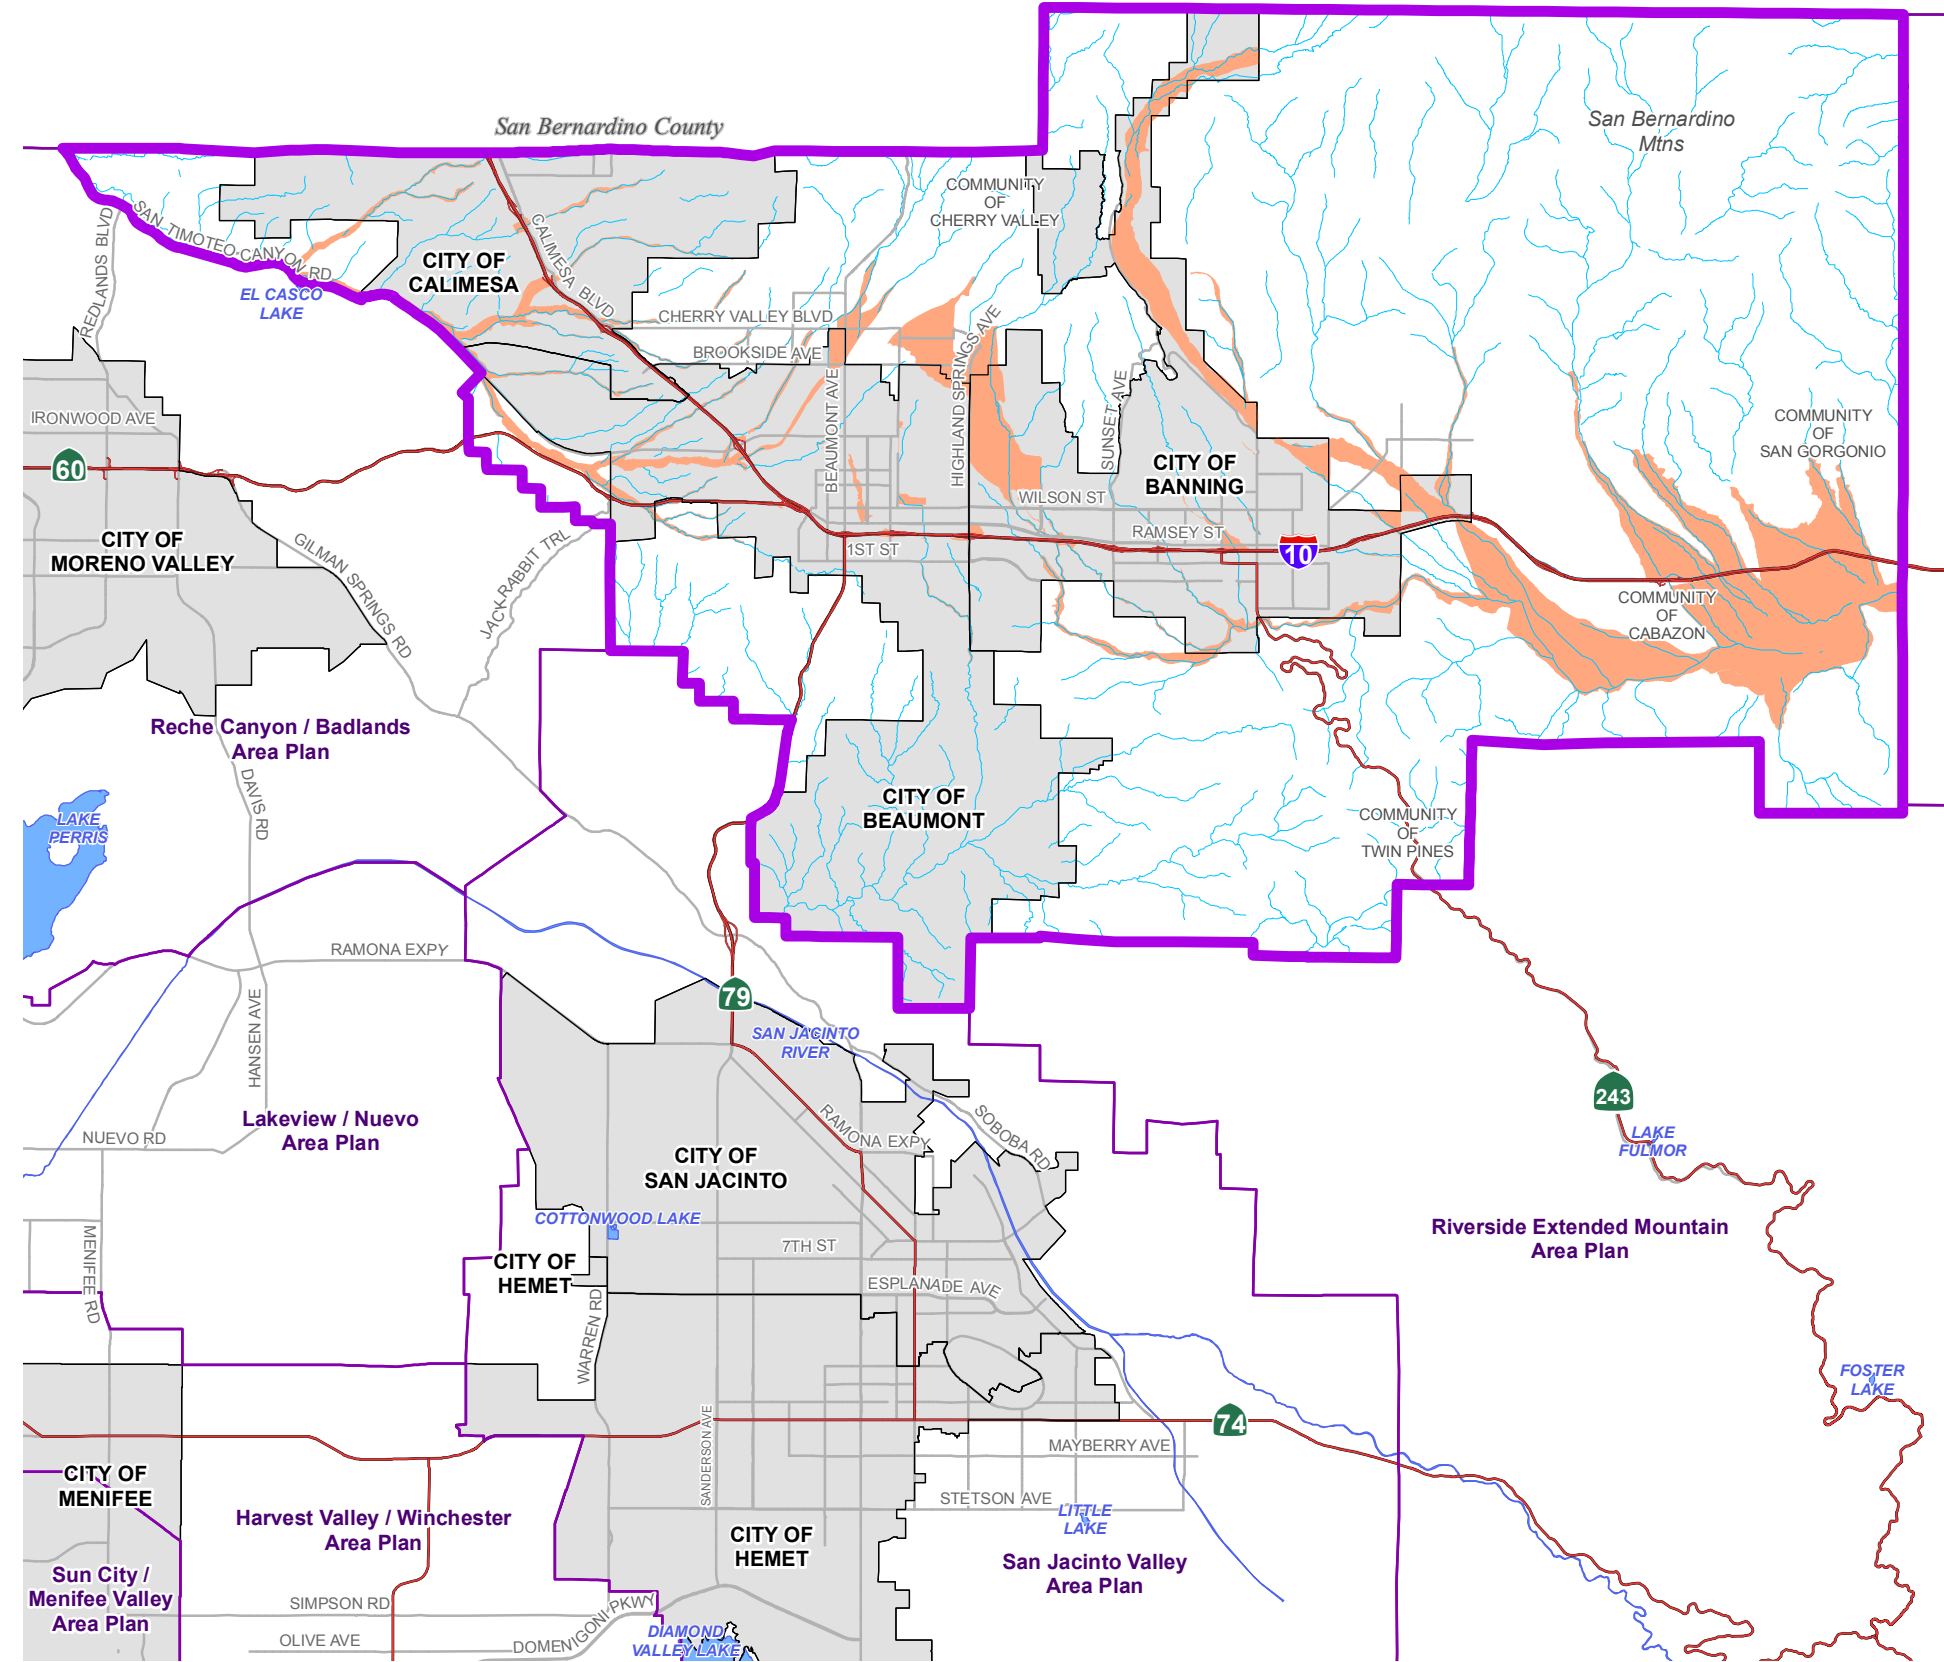 San Bernardino County
San Bernardino
Mtns
COMMUNITY
OF
CHERRY VALLEY
REDLANDS BLVD
SAN TIMOTEO CANYON RD
CITY OF
CALIMESA
CALIMESA BLVD
EL CASCO
LAKE
CHERRY VALLEY BLVD
BROOKSIDE AVE
HIGHLAND SPRINGS AVE
BEAUMONT AVE
SUNSET AVE
IRONWOOD AVE
60
COMMUNITY
OF
SAN GORGONIO
CITY OF
BANNING
WILSON ST
RAMSEY ST
1ST ST
10
CITY OF
MORENO VALLEY
GILMAN SPRINGS RD
JACK RABBIT TRL
COMMUNITY
OF
CABAZON
Reche Canyon / Badlands
Area Plan
DAVIS RD
LAKE
PERRIS
CITY OF
BEAUMONT
COMMUNITY
OF
TWIN PINES
RAMONA EXPY
HANSEN AVE
79
SAN JACINTO
RIVER
243
LAKE
FULMOR
Lakeview / Nuevo
Area Plan
NUEVO RD
RAMONA EXPY
SOBOBA RD
CITY OF
SAN JACINTO
COTTONWOOD LAKE
7TH ST
MENIFEE RD
CITY OF
HEMET
ESPLANADE AVE
WARREN RD
Riverside Extended Mountain
Area Plan
FOSTER
LAKE
SANDERSON AVE
74
MAYBERRY AVE
STETSON AVE
LITTLE
LAKE
CITY OF
MENIFEE
Harvest Valley / Winchester
Area Plan
CITY OF
HEMET
San Jacinto Valley
Area Plan
Sun City /
Menifee Valley
Area Plan
SIMPSON RD
OLIVE AVE
DOMENIGONI PKWY
DIAMOND
VALLEY LAKE